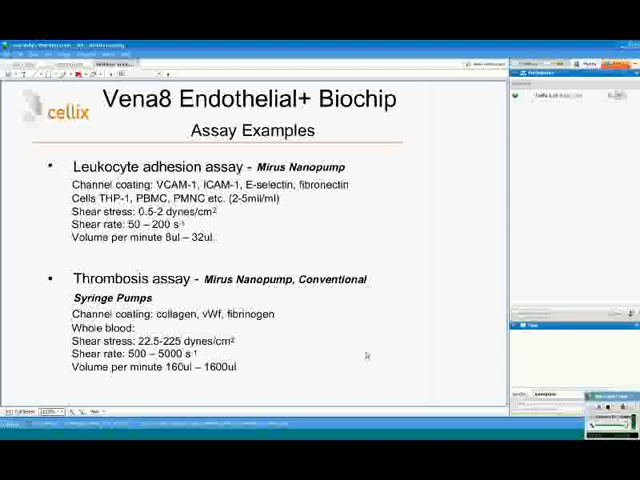 cellix
Vena8 Endothelial+ Biochip
Assay Examples
• Leukocyte adhesion assay - Mirus Nanopump
Channel coating: VCAM-1, ICAM-1, E-selectin, fibronectin
Cells THP-1, PBMC, PMNC etc. (2-5mil/ml)
Shear stress: 0.5-2 dynes/cm²
Shear rate: 50 – 200 s⁻¹
Volume per minute 8ul – 32ul
• Thrombosis assay - Mirus Nanopump, Conventional
Syringe Pumps
Channel coating: collagen, vWf, fibrinogen
Whole blood:
Shear stress: 22.5-225 dynes/cm²
Shear rate: 500 – 5000 s⁻¹
Volume per minute 160ul – 1600ul